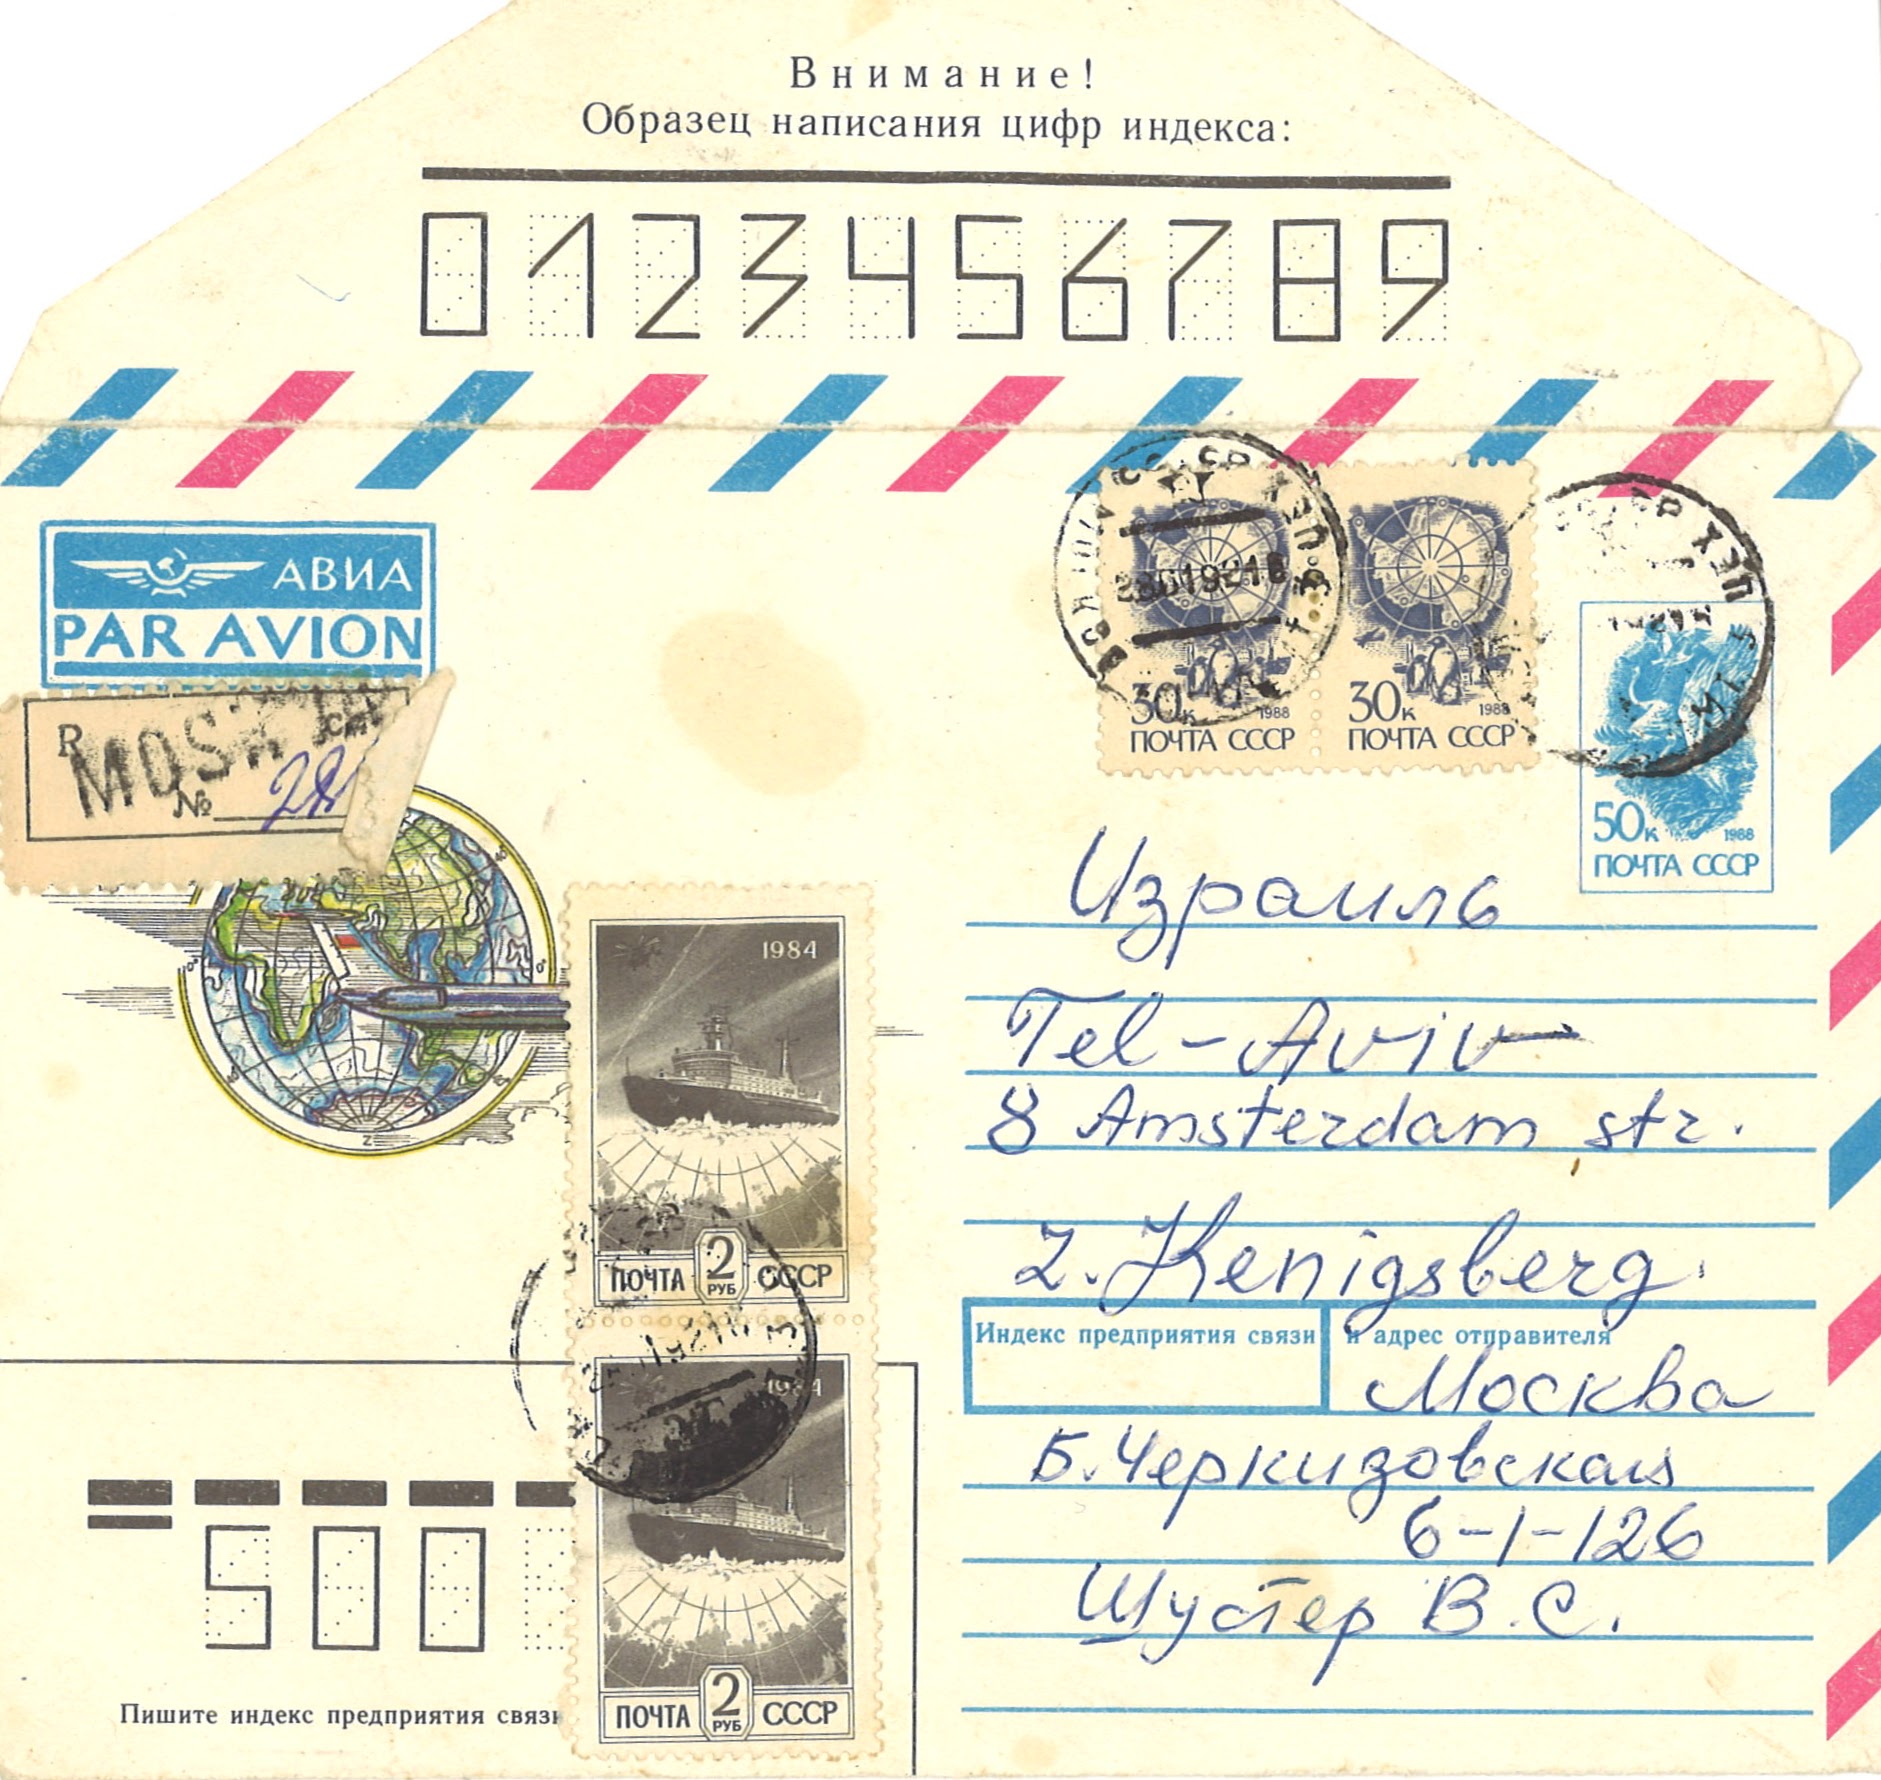 Внимание!
Образец написания цифр индекса:
0123456789
АВИА
PAR AVION
R
MOSK
№ 28
30к 1988
ПОЧТА СССР
30к 1988
ПОЧТА СССР
50к 1988
ПОЧТА СССР
Израиль
Tel-Aviv
8 Amsterdam str.
Z. Kenigsberg.
Индекс предприятия связи и адрес отправителя
Москва
Б. Черкизовская
6-1-126
Шустер В. С.
1984
ПОЧТА 2 РУБ СССР
1984
ПОЧТА 2 РУБ СССР
500
Пишите индекс предприятия связи